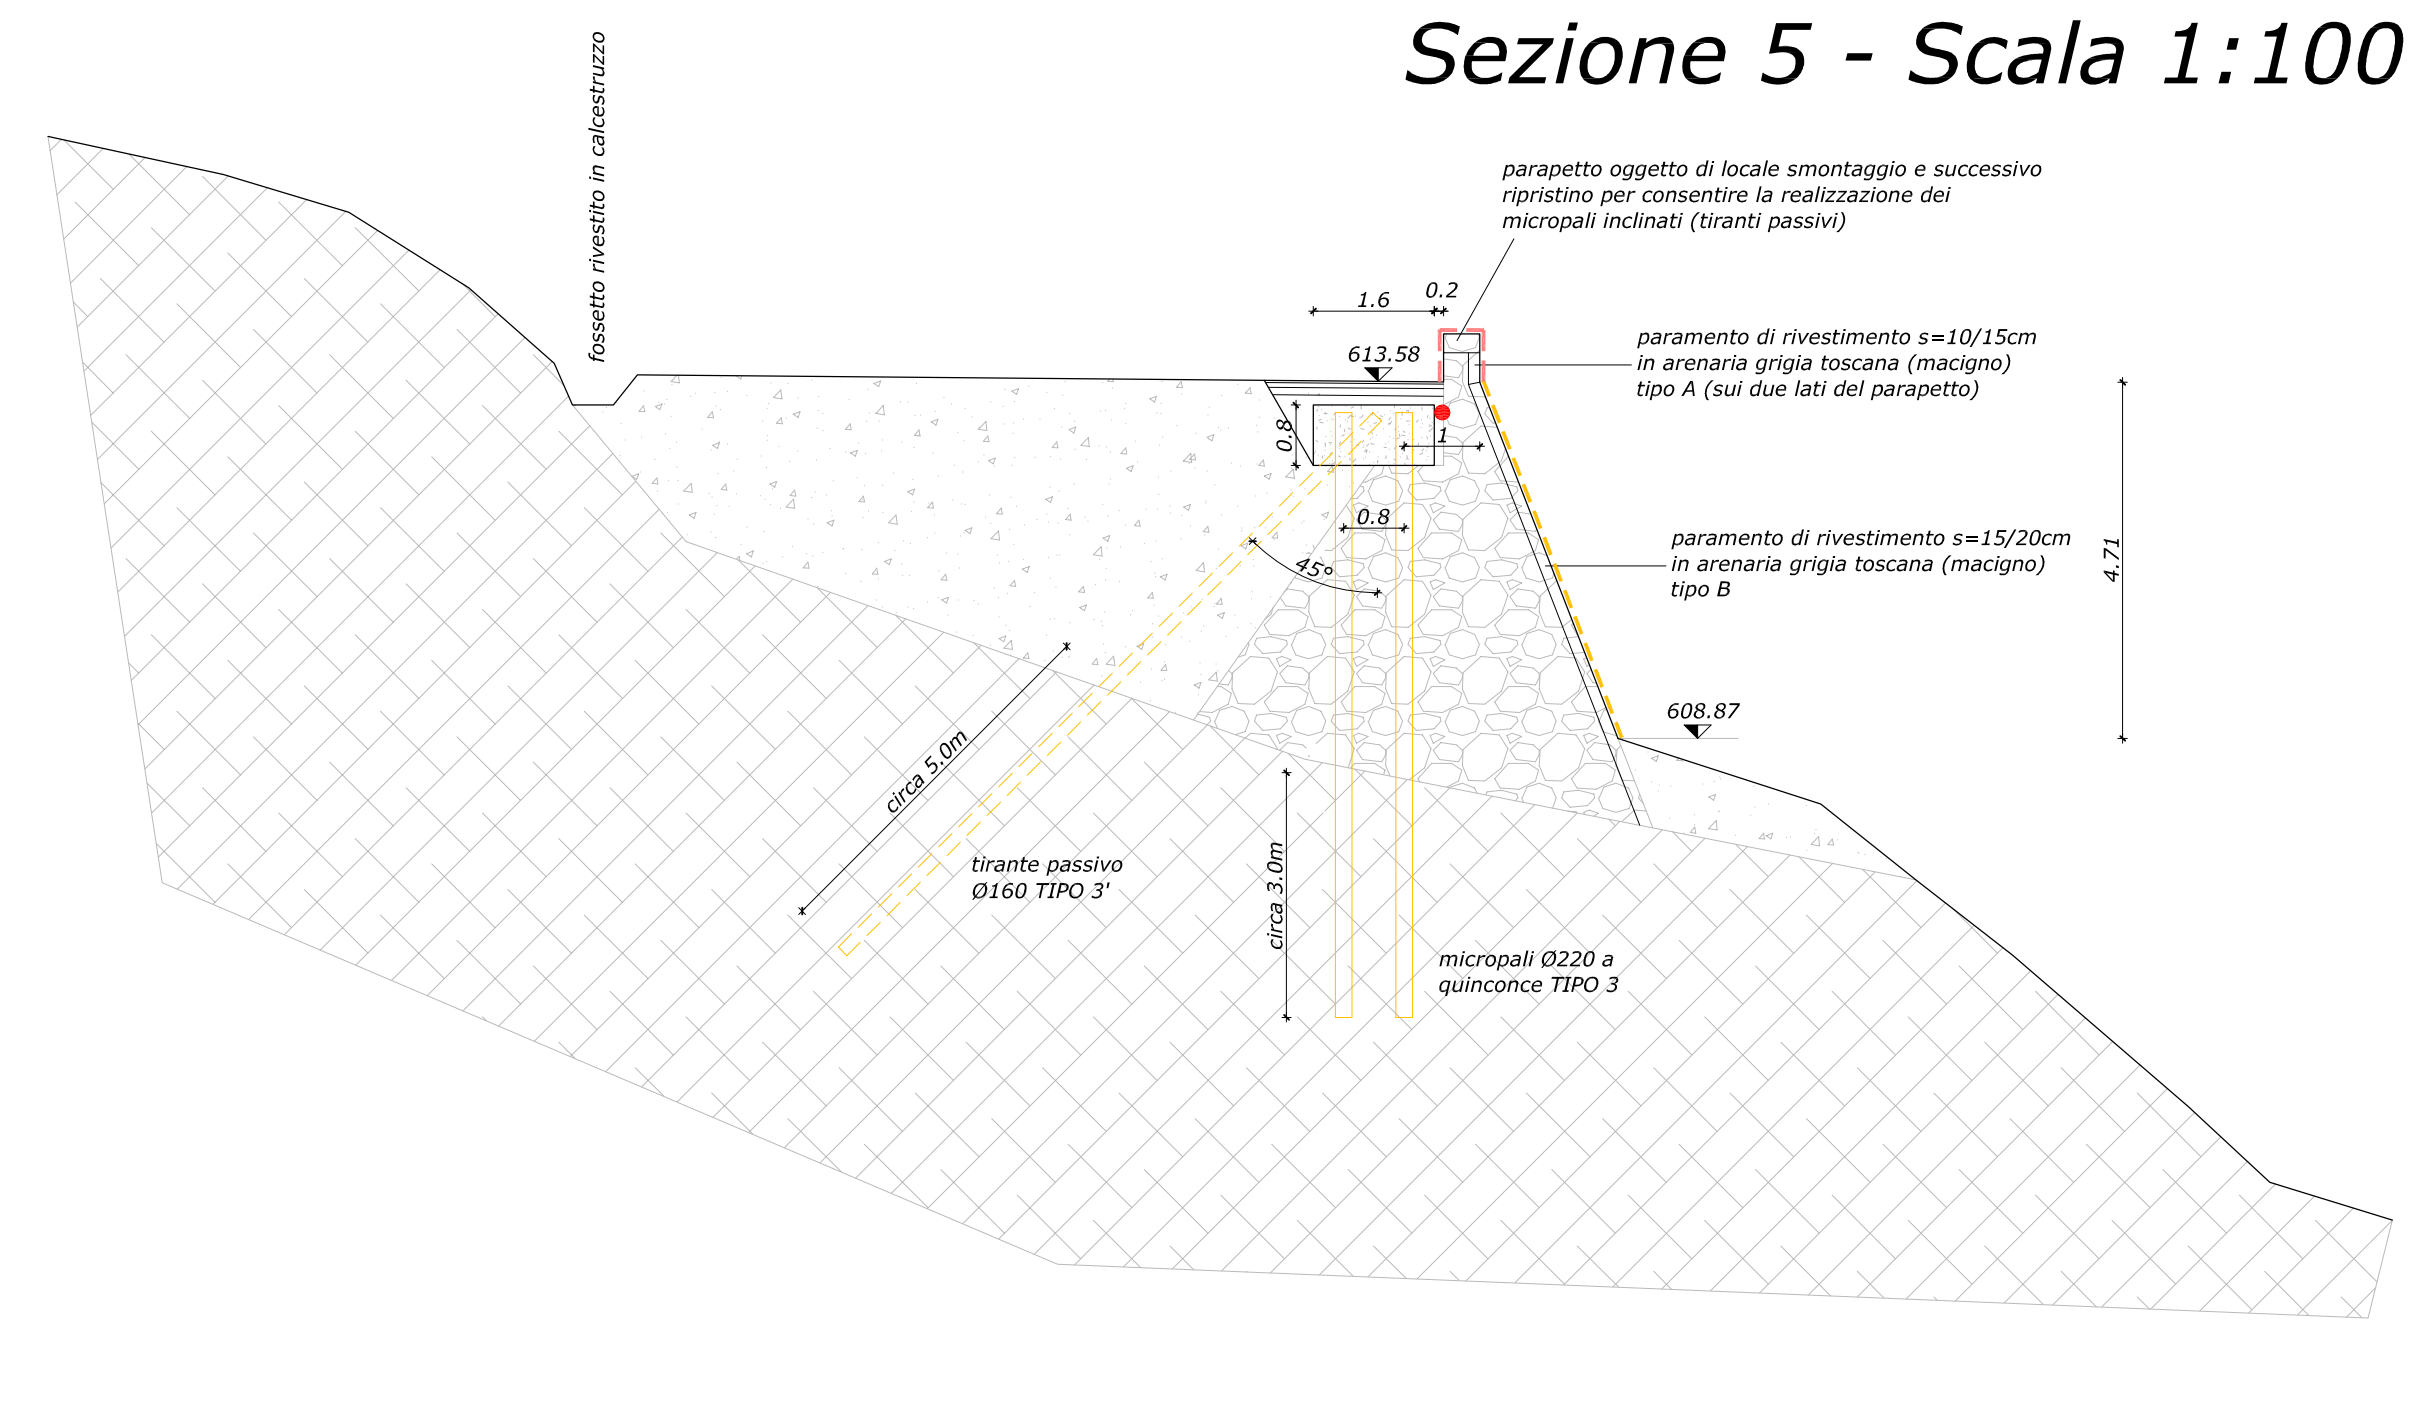 Sezione 5 - Scala 1:100
fossetto rivestito in calcestruzzo
parapetto oggetto di locale smontaggio e successivo
ripristino per consentire la realizzazione dei
micropali inclinati (tiranti passivi)
0.2
1.6
613.58
paramento di rivestimento s=10/15cm
in arenaria grigia toscana (macigno)
tipo A (sui due lati del parapetto)
0.8
1
0.8
45°
paramento di rivestimento s=15/20cm
in arenaria grigia toscana (macigno)
tipo B
4.71
608.87
circa 5.0m
tirante passivo
Ø160 TIPO 3'
circa 3.0m
micropali Ø220 a
quinconce TIPO 3